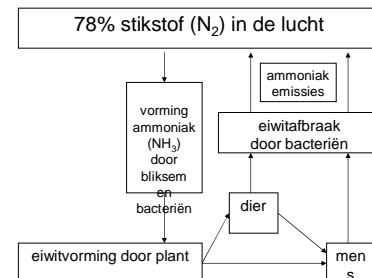 78% stikstof (N₂) in de lucht
ammoniak
emissies
vorming
ammoniak
(NH₃)
door
bliksem
en
bacteriën
eiwitafbraak
door bacteriën
dier
eiwitvorming door plant
men
s